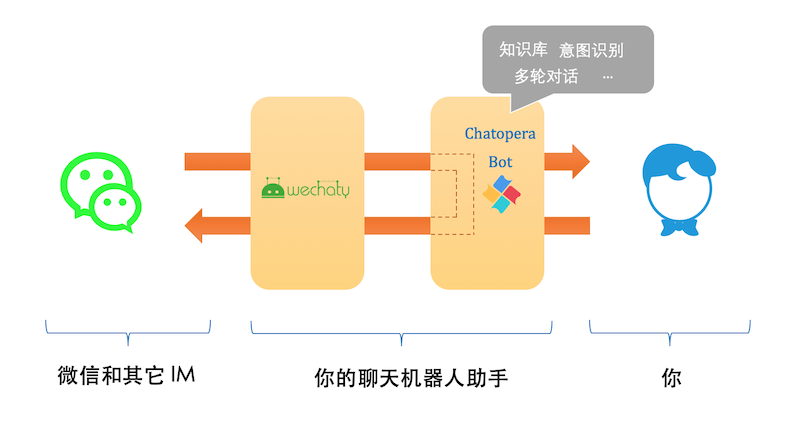 知识库 意图识别
多轮对话 ...
Chatopera
Bot
wechaty
微信和其它 IM
你的聊天机器人助手
你